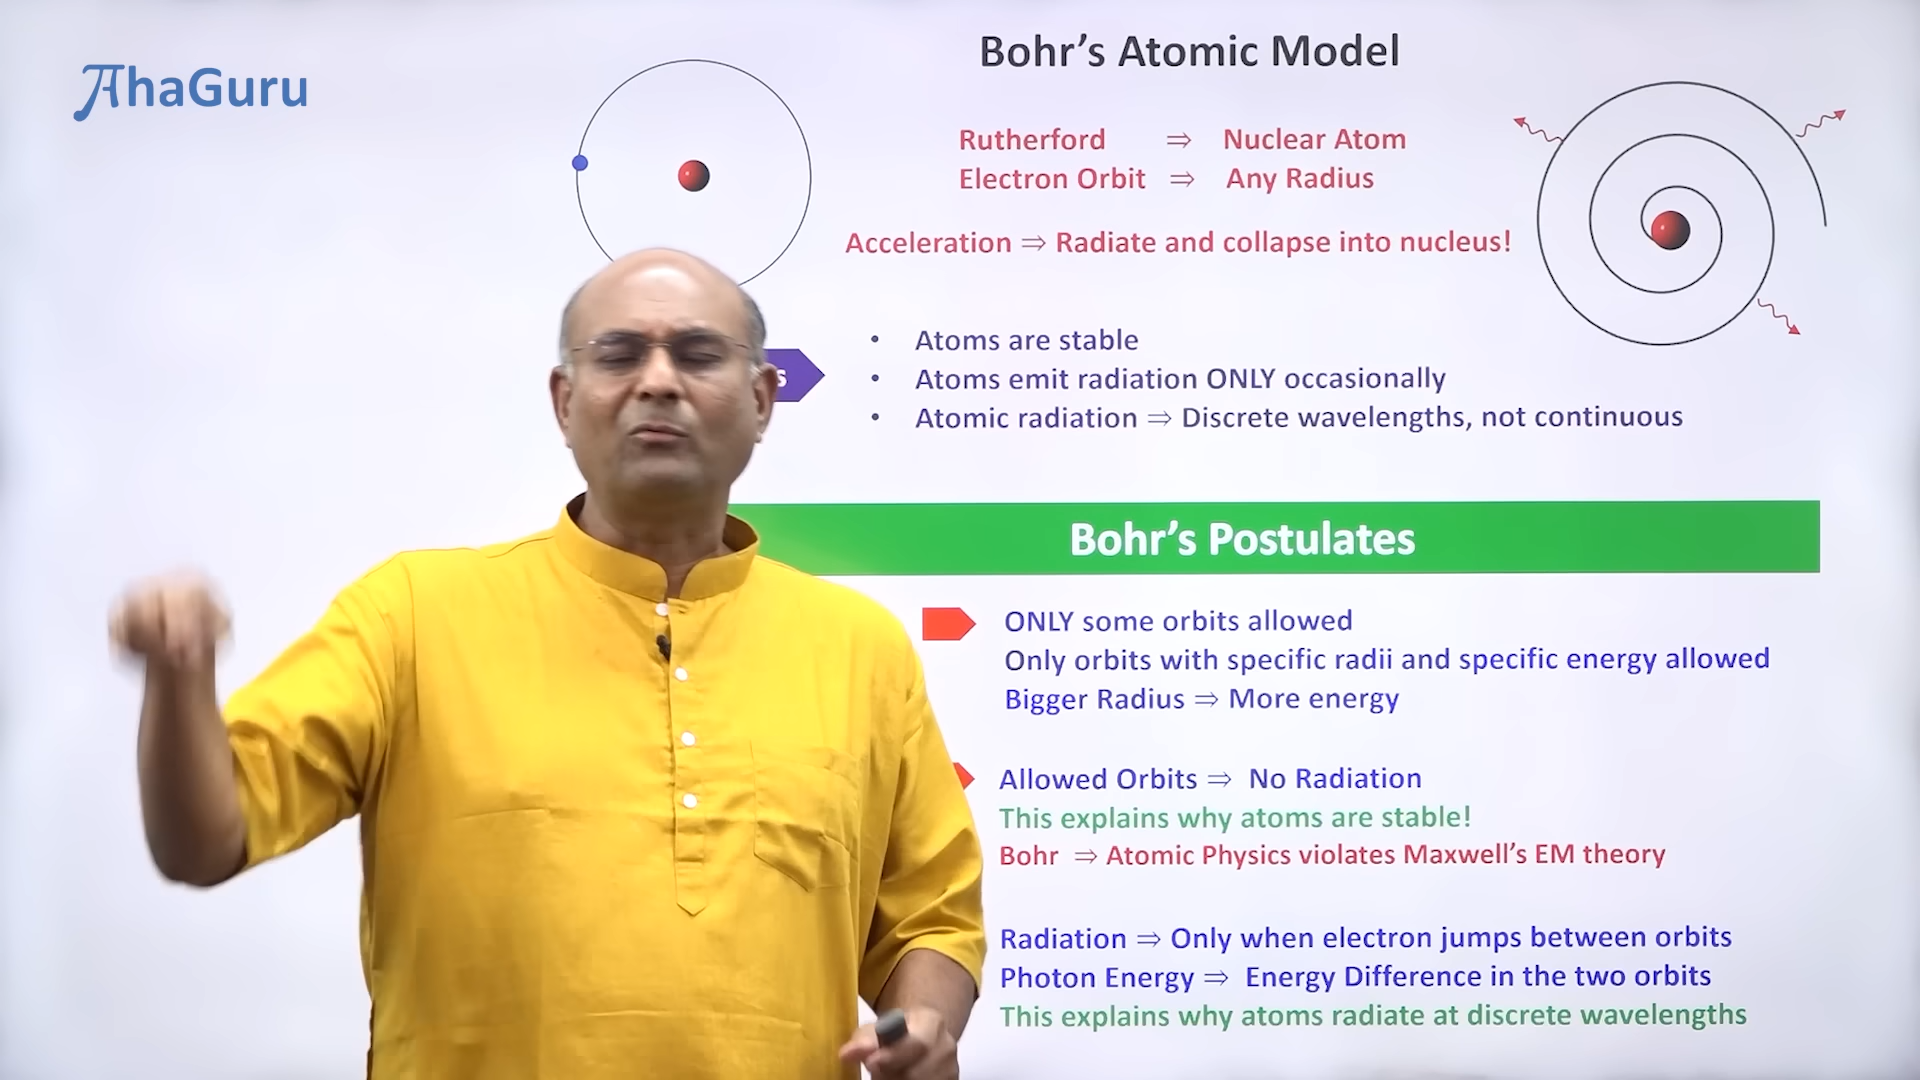 AhaGuru
Bohr's Atomic Model
Rutherford ⇒ Nuclear Atom
Electron Orbit ⇒ Any Radius
Acceleration ⇒ Radiate and collapse into nucleus!
• Atoms are stable
• Atoms emit radiation ONLY occasionally
• Atomic radiation ⇒ Discrete wavelengths, not continuous
Bohr's Postulates
ONLY some orbits allowed
Only orbits with specific radii and specific energy allowed
Bigger Radius ⇒ More energy
Allowed Orbits ⇒ No Radiation
This explains why atoms are stable!
Bohr ⇒ Atomic Physics violates Maxwell's EM theory
Radiation ⇒ Only when electron jumps between orbits
Photon Energy ⇒ Energy Difference in the two orbits
This explains why atoms radiate at discrete wavelengths